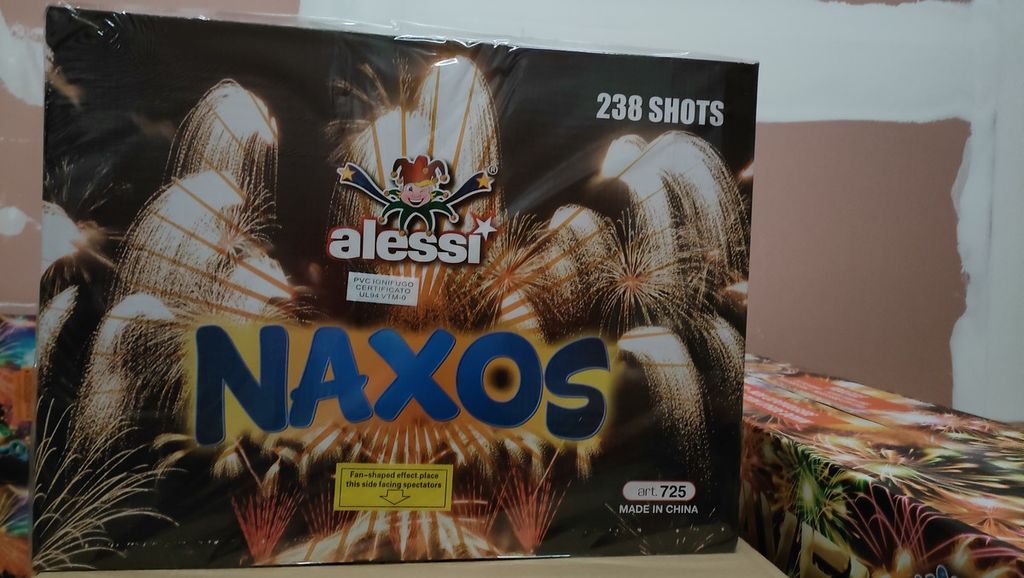 238 SHOTS
®
alessi
PVC IGNIFUGO
CERTIFICATO
UL94 VTM-0
NAXOS
Fan-shaped effect.place
this side facing spectators
art. 725
MADE IN CHINA